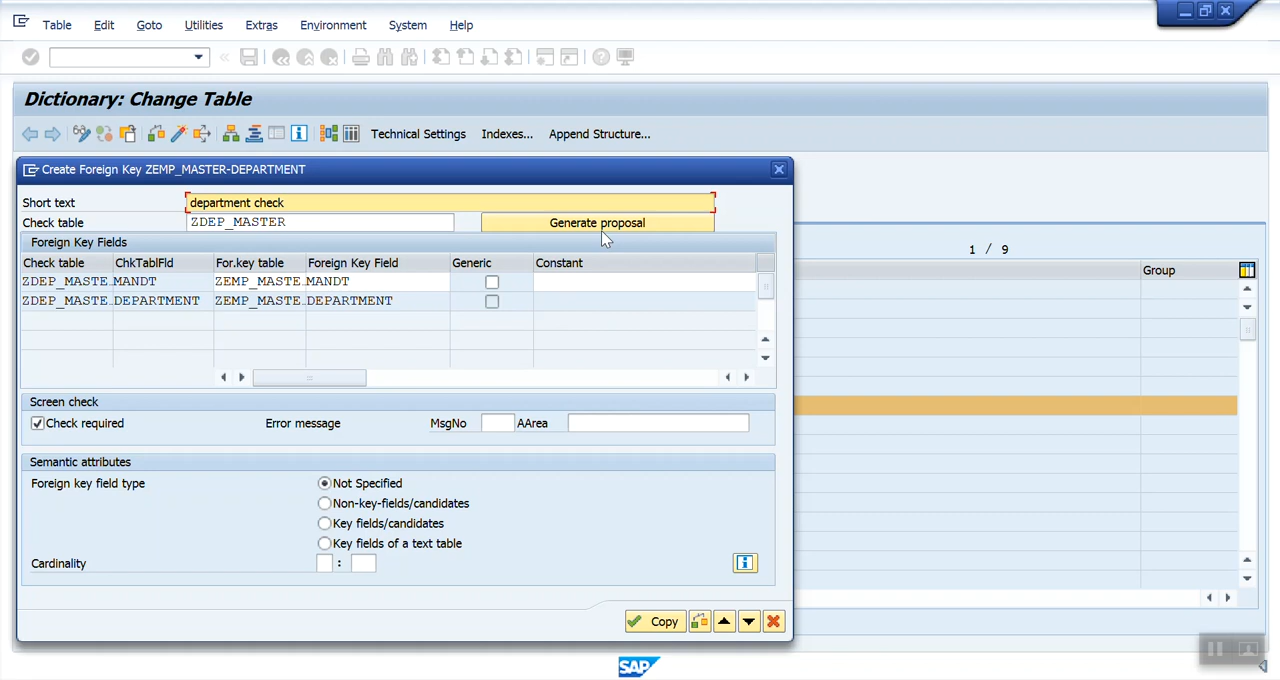 Table Edit Goto Utilities Extras Environment System Help
Dictionary: Change Table
Technical Settings Indexes... Append Structure...
Create Foreign Key ZEMP_MASTER-DEPARTMENT
Short text department check
Check table ZDEP_MASTER Generate proposal
Foreign Key Fields
1 / 9
Check table ChkTablFld For.key table Foreign Key Field Generic Constant
Group
ZDEP_MASTE.. MANDT ZEMP_MASTE.. MANDT
ZDEP_MASTE.. DEPARTMENT ZEMP_MASTE.. DEPARTMENT
Screen check
Check required Error message MsgNo AArea
Semantic attributes
Foreign key field type Not Specified
Non-key-fields/candidates
Key fields/candidates
Key fields of a text table
Cardinality :
Copy
SAP